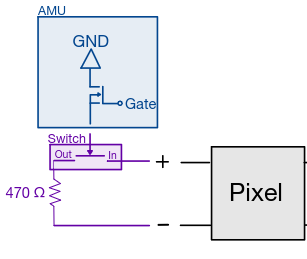 AMU
GND
Gate
Switch
Out In
+
470 Ω
Pixel
−